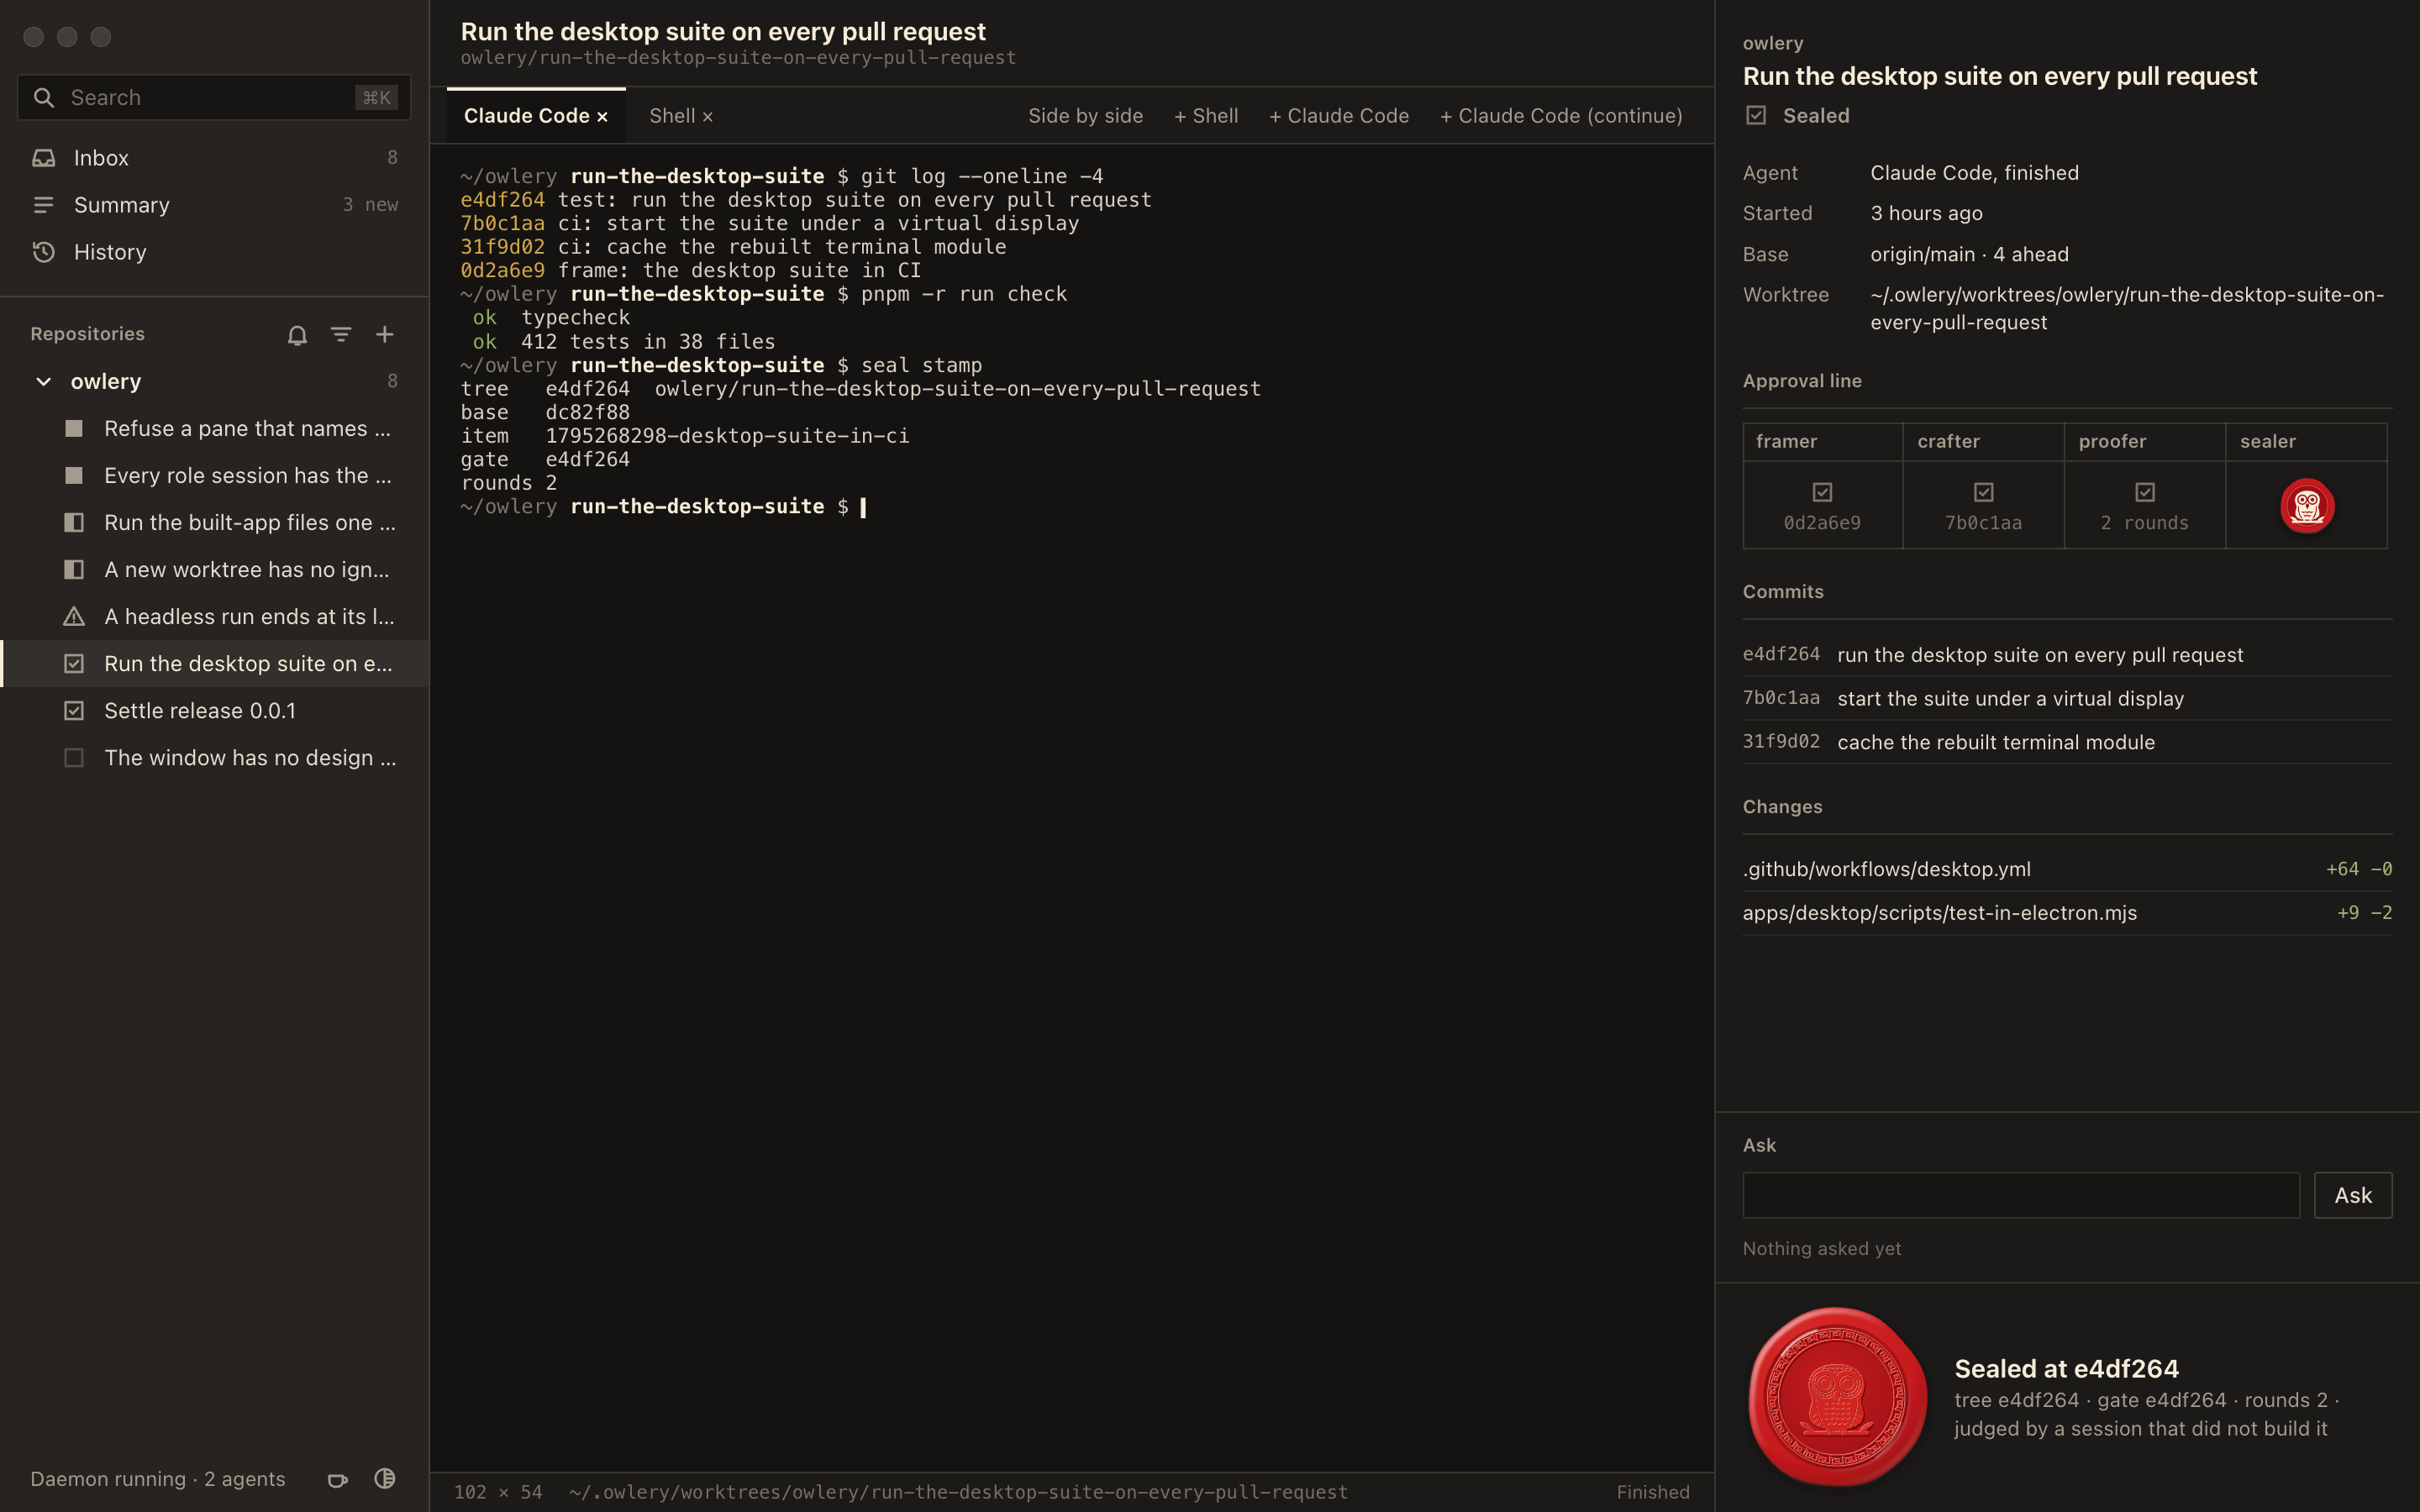 Search ⌘K
Inbox 8
Summary 3 new
History
Repositories
owlery 8
Refuse a pane that names ...
Every role session has the ...
Run the built-app files one ...
A new worktree has no ign...
A headless run ends at its l...
Run the desktop suite on e...
Settle release 0.0.1
The window has no design ...
Daemon running · 2 agents
Run the desktop suite on every pull request
owlery/run-the-desktop-suite-on-every-pull-request
Claude Code × Shell × Side by side + Shell + Claude Code + Claude Code (continue)
~/owlery run-the-desktop-suite $ git log --oneline -4
e4df264 test: run the desktop suite on every pull request
7b0c1aa ci: start the suite under a virtual display
31f9d02 ci: cache the rebuilt terminal module
0d2a6e9 frame: the desktop suite in CI
~/owlery run-the-desktop-suite $ pnpm -r run check
ok typecheck
ok 412 tests in 38 files
~/owlery run-the-desktop-suite $ seal stamp
tree e4df264 owlery/run-the-desktop-suite-on-every-pull-request
base dc82f88
item 1795268298-desktop-suite-in-ci
gate e4df264
rounds 2
~/owlery run-the-desktop-suite $
102 × 54 ~/.owlery/worktrees/owlery/run-the-desktop-suite-on-every-pull-request Finished
owlery
Run the desktop suite on every pull request
Sealed
Agent Claude Code, finished
Started 3 hours ago
Base origin/main · 4 ahead
Worktree ~/.owlery/worktrees/owlery/run-the-desktop-suite-on-
every-pull-request
Approval line
framer crafter proofer sealer
0d2a6e9 7b0c1aa 2 rounds
Commits
e4df264 run the desktop suite on every pull request
7b0c1aa start the suite under a virtual display
31f9d02 cache the rebuilt terminal module
Changes
.github/workflows/desktop.yml +64 −0
apps/desktop/scripts/test-in-electron.mjs +9 −2
Ask
Ask
Nothing asked yet
Sealed at e4df264
tree e4df264 · gate e4df264 · rounds 2 ·
judged by a session that did not build it